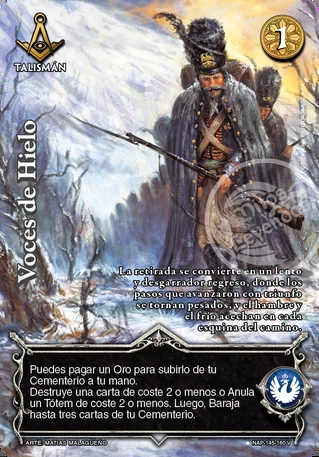 TALISMÁN
1
Voces de Hielo
La retirada se convierte en un lento
y desgarrador regreso, donde los
pasos que avanzaron con triunfo
se tornan pesados, y el hambre y
el frío acechan en cada
esquina del camino.
Puedes pagar un Oro para subirlo de tu
Cementerio a tu mano.
Destruye una carta de coste 2 o menos o Anula
un Tótem de coste 2 o menos. Luego, Baraja
hasta tres cartas de tu Cementerio.
ARTE: MATIAS MALAGUEÑO
NAP-145-160 V